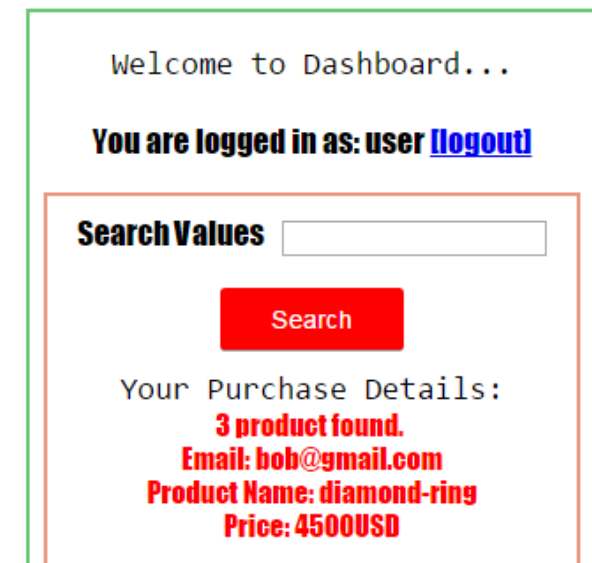 Welcome to Dashboard...
You are logged in as: user [logout]
Search Values
Search
Your Purchase Details:
3 product found.
Email: bob@gmail.com
Product Name: diamond-ring
Price: 4500USD